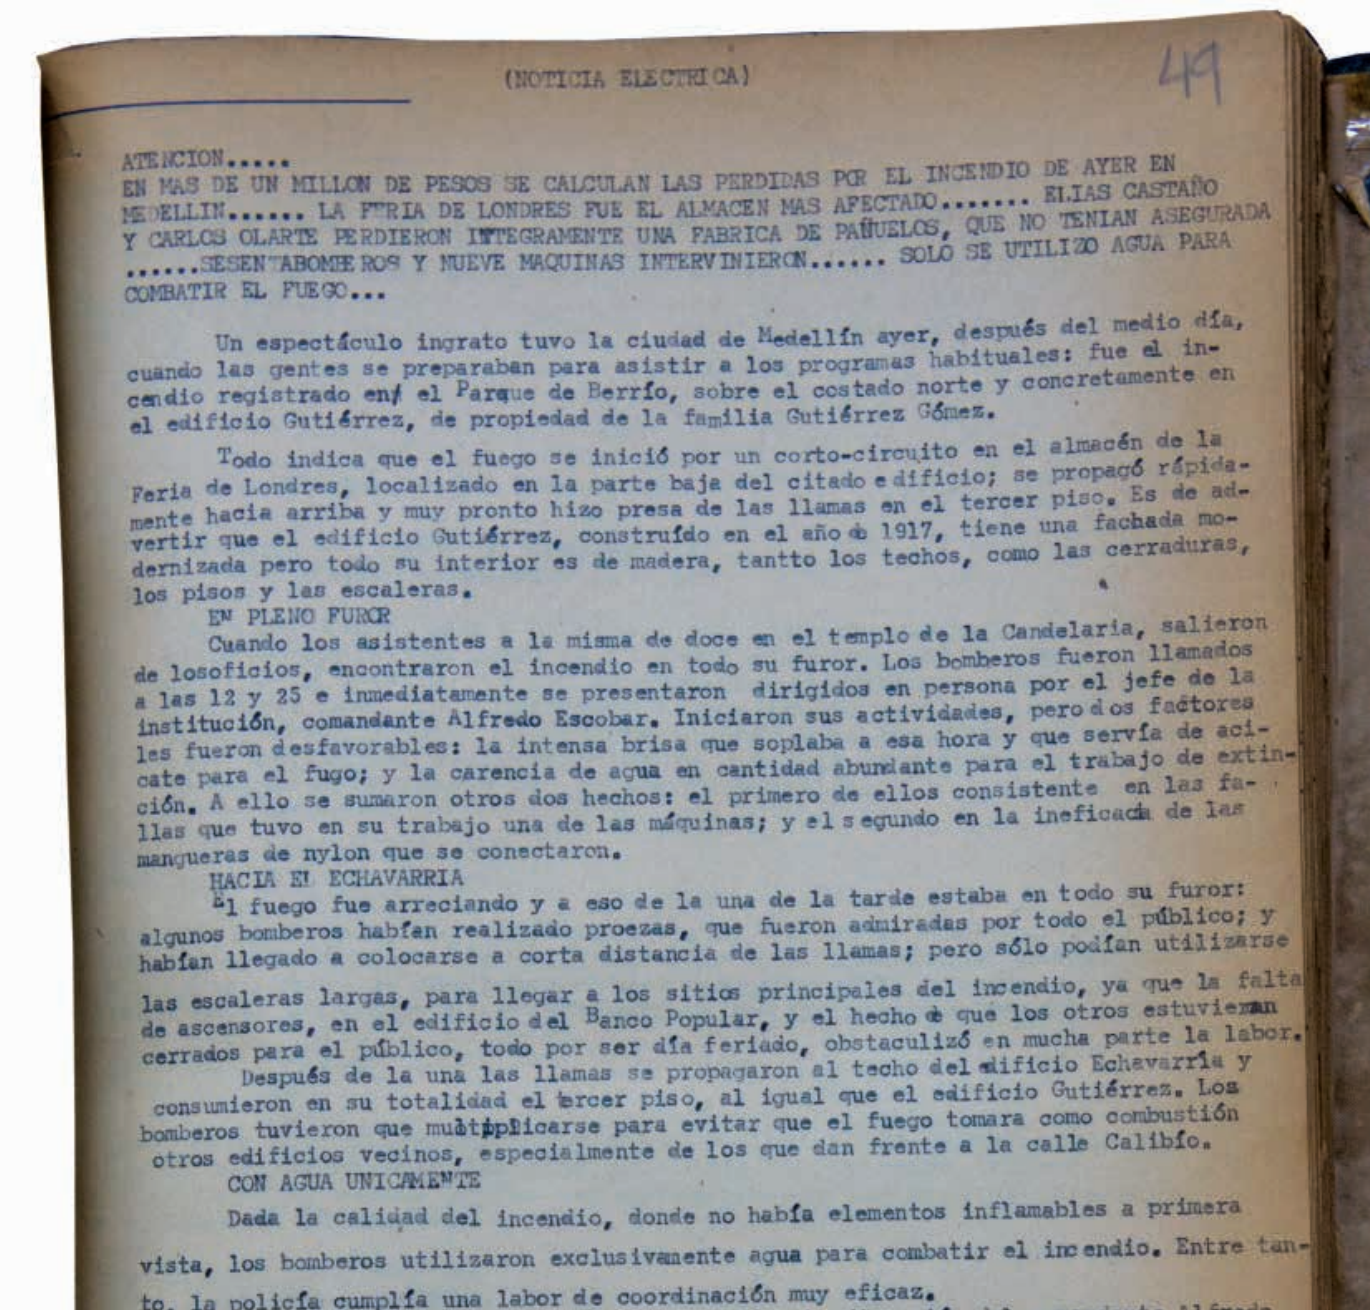 (NOTICIA ELECTRICA)
49
ATENCION.....
EN MAS DE UN MILLON DE PESOS SE CALCULAN LAS PERDIDAS POR EL INCENDIO DE AYER EN
MEDELLIN...... LA FERIA DE LONDRES FUE EL ALMACEN MAS AFECTADO....... ELIAS CASTAÑO
Y CARLOS OLARTE PERDIERON INTEGRAMENTE UNA FABRICA DE PAÑUELOS, QUE NO TENIAN ASEGURADA
......SESENTABOMBEROS Y NUEVE MAQUINAS INTERVINIERON...... SOLO SE UTILIZO AGUA PARA
COMBATIR EL FUEGO...
Un espectáculo ingrato tuvo la ciudad de Medellín ayer, después del medio día,
cuando las gentes se preparaban para asistir a los programas habituales: fue el in-
cendio registrado en el Parque de Berrío, sobre el costado norte y concretamente en
el edificio Gutiérrez, de propiedad de la familia Gutiérrez Gómez.
Todo indica que el fuego se inició por un corto-circuito en el almacén de la
Feria de Londres, localizado en la parte baja del citado edificio; se propagó rápida-
mente hacia arriba y muy pronto hizo presa de las llamas en el tercer piso. Es de ad-
vertir que el edificio Gutiérrez, construído en el año de 1917, tiene una fachada mo-
dernizada pero todo su interior es de madera, tantto los techos, como las cerraduras,
los pisos y las escaleras.
EN PLENO FUROR
Cuando los asistentes a la misma de doce en el templo de la Candelaria, salieron
de losoficios, encontraron el incendio en todo su furor. Los bomberos fueron llamados
a las 12 y 25 e inmediatamente se presentaron dirigidos en persona por el jefe de la
institución, comandante Alfredo Escobar. Iniciaron sus actividades, pero dos factores
les fueron desfavorables: la intensa brisa que soplaba a esa hora y que servía de aci-
cate para el fugo; y la carencia de agua en cantidad abundante para el trabajo de extin-
ción. A ello se sumaron otros dos hechos: el primero de ellos consistente en las fa-
llas que tuvo en su trabajo una de las máquinas; y el segundo en la ineficacia de las
mangueras de nylon que se conectaron.
HACIA EL ECHAVARRIA
El fuego fue arreciando y a eso de la una de la tarde estaba en todo su furor:
algunos bomberos habían realizado proezas, que fueron admiradas por todo el público; y
habían llegado a colocarse a corta distancia de las llamas; pero sólo podían utilizarse
las escaleras largas, para llegar a los sitios principales del incendio, ya que la falta
de ascensores, en el edificio del Banco Popular, y el hecho de que los otros estuvieran
cerrados para el público, todo por ser día feriado, obstaculizó en mucha parte la labor.
Después de la una las llamas se propagaron al techo del edificio Echavarría y
consumieron en su totalidad el tercer piso, al igual que el edificio Gutiérrez. Los
bomberos tuvieron que multiplicarse para evitar que el fuego tomara como combustión
otros edificios vecinos, especialmente de los que dan frente a la calle Calibío.
CON AGUA UNICAMENTE
Dada la calidad del incendio, donde no había elementos inflamables a primera
vista, los bomberos utilizaron exclusivamente agua para combatir el incendio. Entre tan-
to, la policía cumplía una labor de coordinación muy eficaz.